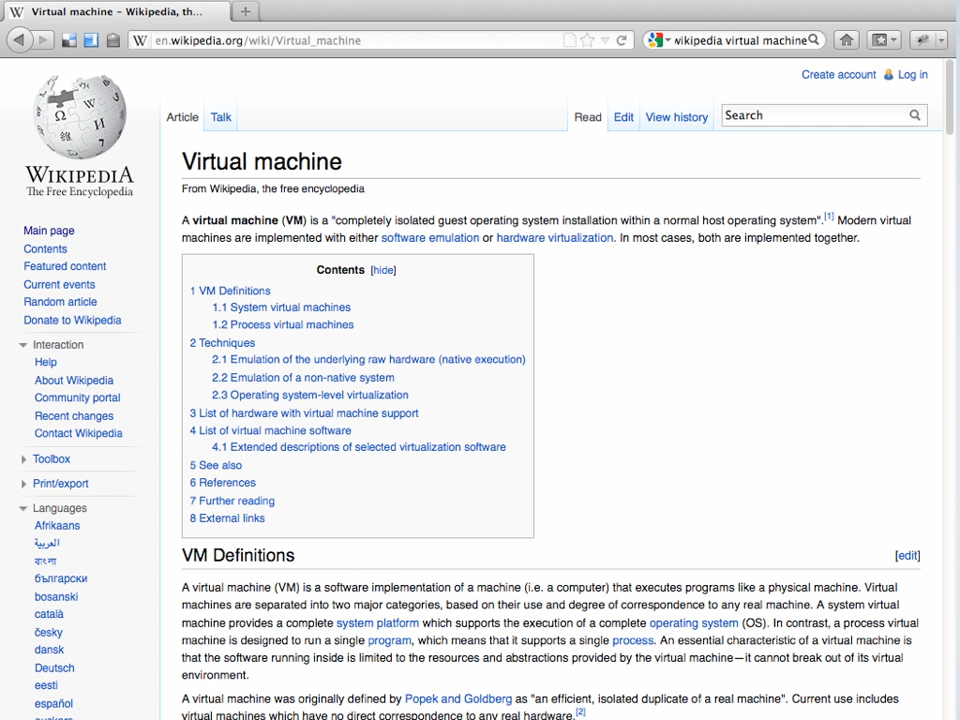 Virtual machine – Wikipedia, th...
en.wikipedia.org/wiki/Virtual_machine
wikipedia virtual machine
Create account Log in
Article Talk Read Edit View history Search
WIKIPEDIA
The Free Encyclopedia
Main page
Contents
Featured content
Current events
Random article
Donate to Wikipedia
Interaction
Help
About Wikipedia
Community portal
Recent changes
Contact Wikipedia
Toolbox
Print/export
Languages
Afrikaans
العربية
বাংলা
български
bosanski
català
česky
dansk
Deutsch
eesti
español
Virtual machine
From Wikipedia, the free encyclopedia
A virtual machine (VM) is a "completely isolated guest operating system installation within a normal host operating system".[1] Modern virtual
machines are implemented with either software emulation or hardware virtualization. In most cases, both are implemented together.
Contents [hide]
1 VM Definitions
1.1 System virtual machines
1.2 Process virtual machines
2 Techniques
2.1 Emulation of the underlying raw hardware (native execution)
2.2 Emulation of a non-native system
2.3 Operating system-level virtualization
3 List of hardware with virtual machine support
4 List of virtual machine software
4.1 Extended descriptions of selected virtualization software
5 See also
6 References
7 Further reading
8 External links
VM Definitions [edit]
A virtual machine (VM) is a software implementation of a machine (i.e. a computer) that executes programs like a physical machine. Virtual
machines are separated into two major categories, based on their use and degree of correspondence to any real machine. A system virtual
machine provides a complete system platform which supports the execution of a complete operating system (OS). In contrast, a process virtual
machine is designed to run a single program, which means that it supports a single process. An essential characteristic of a virtual machine is
that the software running inside is limited to the resources and abstractions provided by the virtual machine—it cannot break out of its virtual
environment.
A virtual machine was originally defined by Popek and Goldberg as "an efficient, isolated duplicate of a real machine". Current use includes
virtual machines which have no direct correspondence to any real hardware.[2]